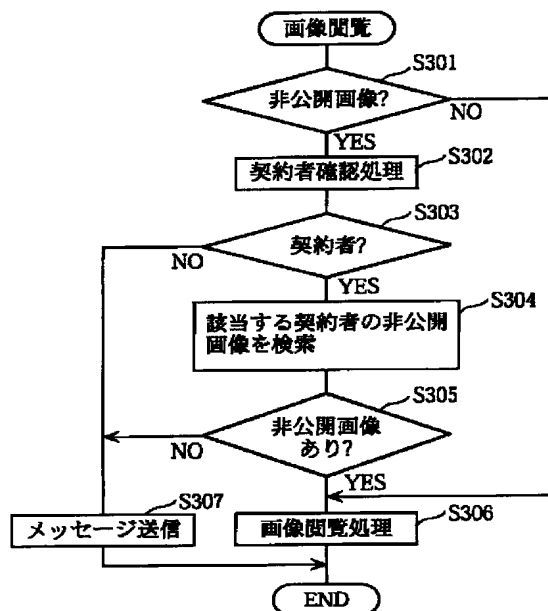 画像閲覧
S301
非公開画像?
NO
YES
S302
契約者確認処理
S303
契約者?
NO
YES
S304
該当する契約者の非公開
画像を検索
S305
非公開画像
あり?
NO
YES
S307
メッセージ送信
S306
画像閲覧処理
END